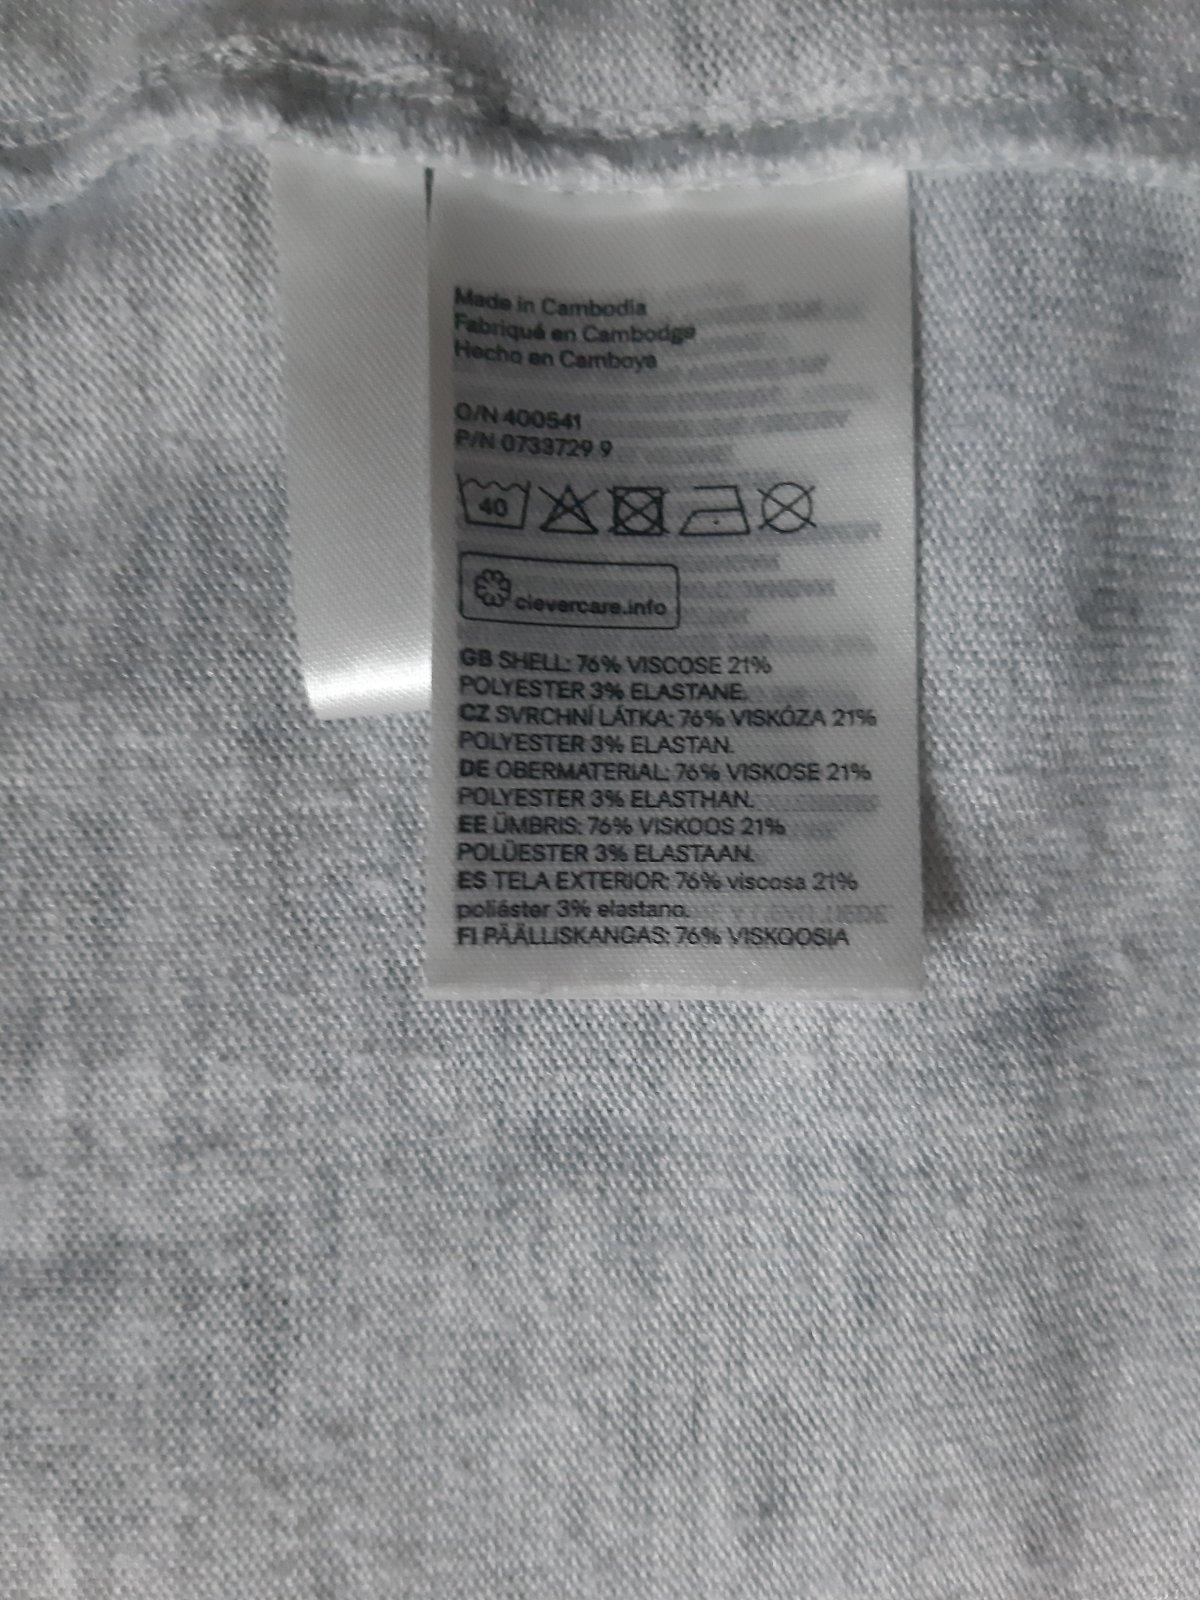 Made in Cambodia
Fabriqué en Cambodge
Hecho en Camboya
O/N 400541
P/N 0733729 9
40
clevercare.info
GB SHELL: 76% VISCOSE 21%
POLYESTER 3% ELASTANE.
CZ SVRCHNÍ LÁTKA: 76% VISKÓZA 21%
POLYESTER 3% ELASTAN.
DE OBERMATERIAL: 76% VISKOSE 21%
POLYESTER 3% ELASTHAN.
EE ÜMBRIS: 76% VISKOOS 21%
POLÜESTER 3% ELASTAAN.
ES TELA EXTERIOR: 76% viscosa 21%
poliéster 3% elastano.
FI PÄÄLLISKANGAS: 76% VISKOOSIA